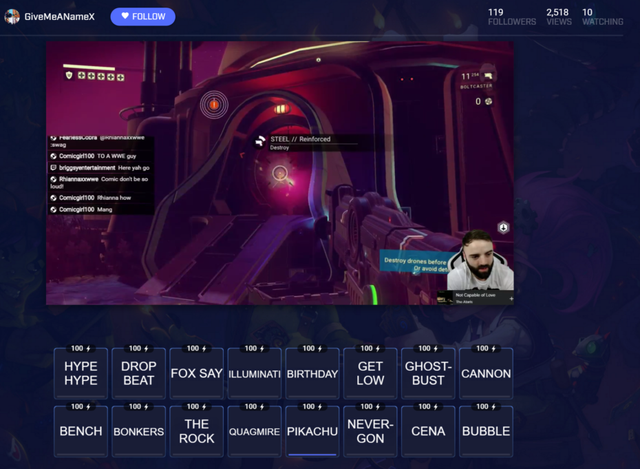 GiveMeANameX
FOLLOW
119
FOLLOWERS
2,518
VIEWS
10
WATCHING
11
BOLTCASTER
0
STEEL // Reinforced
Destroy
FearlessCobra @Rhiannaxxwwe
:swag
Comicgirl100 TO A WWE guy
briggsyentertainment Here yah go
Rhiannaxxwwe Comic don't be so
loud!!
Comicgirl100 Rhianna how
Comicgirl100 Mang
Destroy drones before
Or avoid det
Not Capable of Love
100
HYPE
HYPE
100
DROP
BEAT
100
FOX SAY
100
ILLUMINATI
100
BIRTHDAY
100
GET
LOW
100
GHOST-
BUST
100
CANNON
100
BENCH
100
BONKERS
100
THE
ROCK
100
QUAGMIRE
100
PIKACHU
100
NEVER-
GON
100
CENA
100
BUBBLE